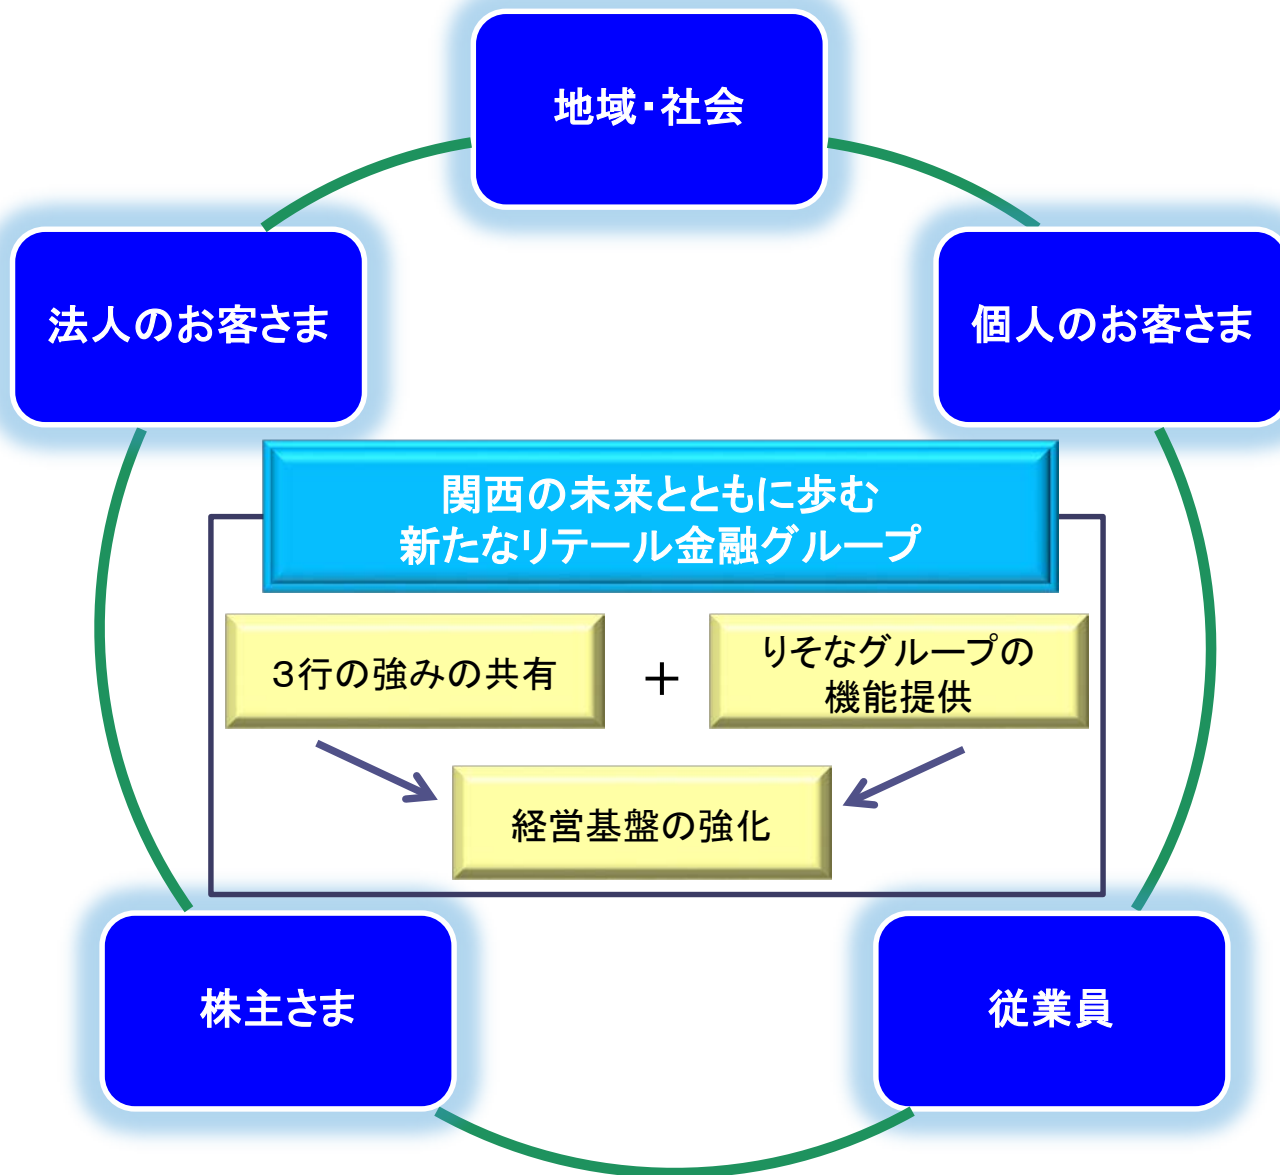 地域・社会
法人のお客さま
個人のお客さま
関西の未来とともに歩む
新たなリテール金融グループ
３行の強みの共有
＋
りそなグループの
機能提供
経営基盤の強化
株主さま
従業員